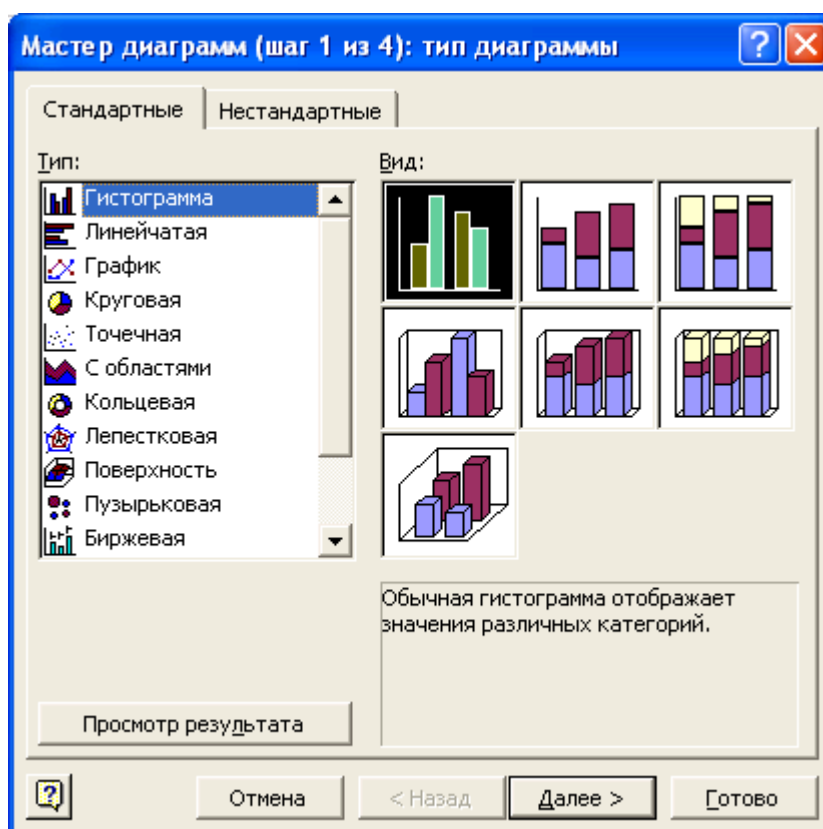 Мастер диаграмм (шаг 1 из 4): тип диаграммы
Стандартные
Нестандартные
Тип:
Гистограмма
Линейчатая
График
Круговая
Точечная
С областями
Кольцевая
Лепестковая
Поверхность
Пузырьковая
Биржевая
Вид:
Обычная гистограмма отображает
значения различных категорий.
Просмотр результата
Отмена
< Назад
Далее >
Готово